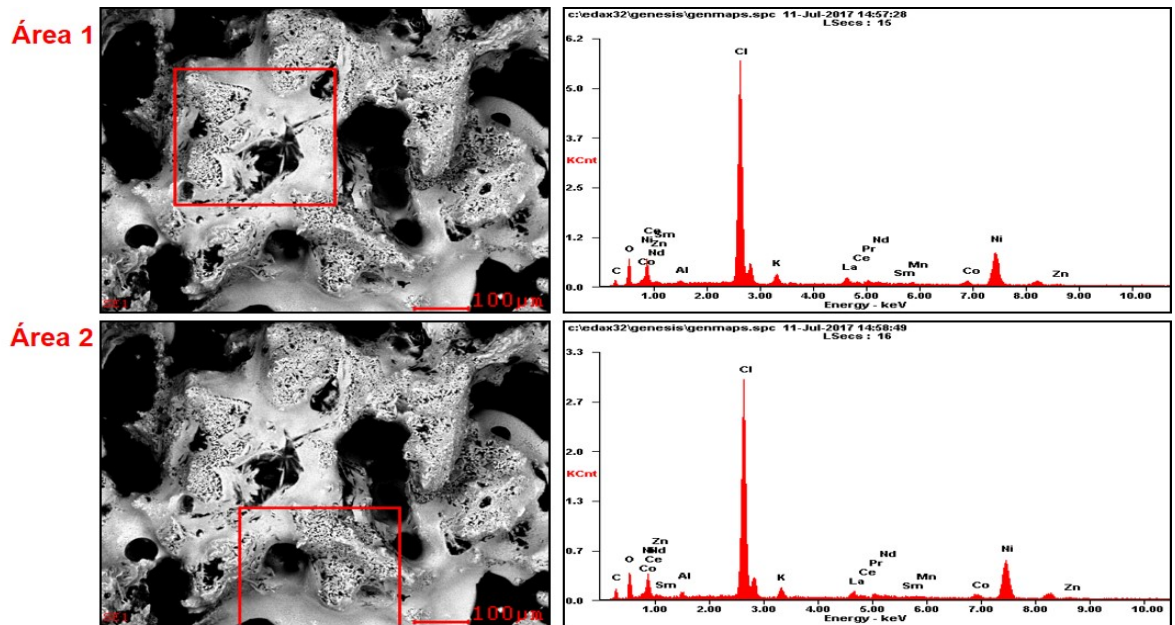 Área 1
100µm
c:\edax32\genesis\genmaps.spc 11-Jul-2017 14:57:28
LSecs : 15
6.2
Cl
5.0
3.7
KCnt
2.5
1.2
Ce
Sm
Ni
Zn
O
Nd
C
Co
Al
K
La
Ce
Pr
Nd
Sm
Mn
Co
Ni
Zn
0.0
1.00 2.00 3.00 4.00 5.00 6.00 7.00 8.00 9.00 10.00
Energy - keV
Área 2
100µm
c:\edax32\genesis\genmaps.spc 11-Jul-2017 14:58:49
LSecs : 16
3.3
Cl
2.7
2.0
KCnt
1.3
0.7
Zn
Nd
O
Ce
C
Co
Sm
Al
K
La
Ce
Pr
Nd
Sm
Mn
Co
Ni
Zn
0.0
1.00 2.00 3.00 4.00 5.00 6.00 7.00 8.00 9.00 10.00
Energy - keV